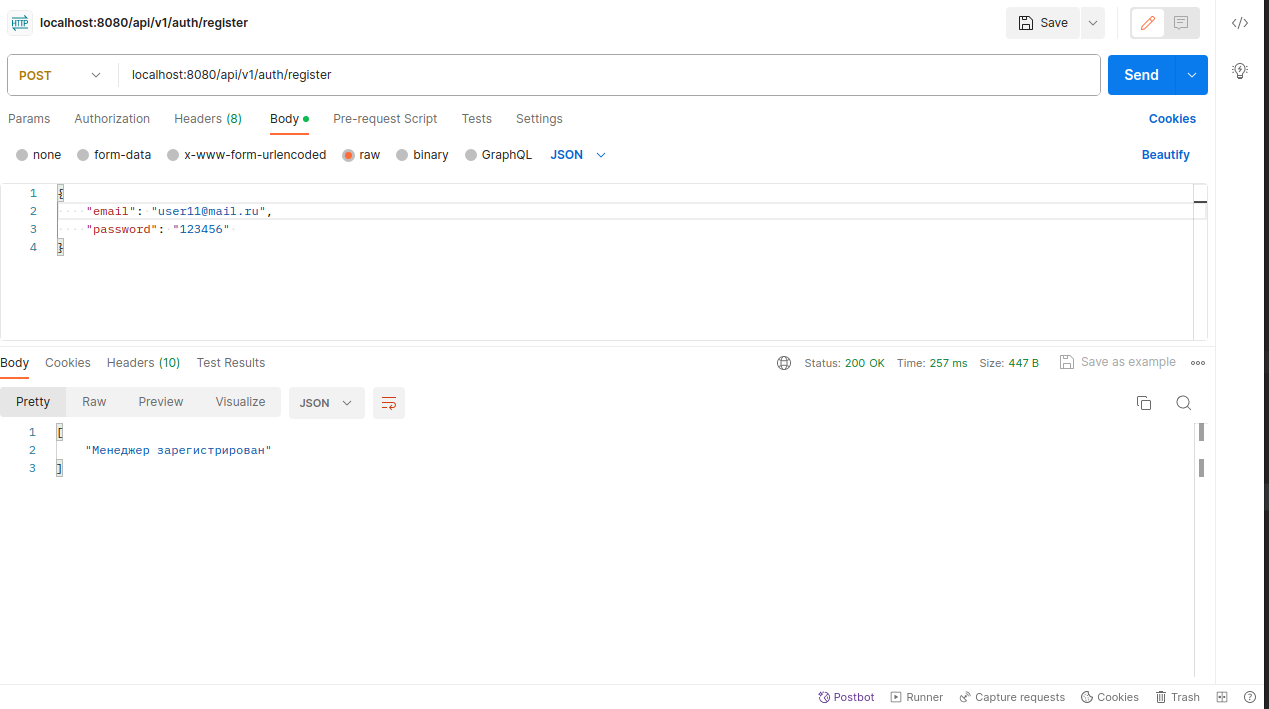 HTTP localhost:8080/api/v1/auth/register Save
POST localhost:8080/api/v1/auth/register Send
Params Authorization Headers (8) Body Pre-request Script Tests Settings Cookies
none form-data x-www-form-urlencoded raw binary GraphQL JSON Beautify
1 {
2 "email": "user11@mail.ru",
3 "password": "123456"
4 }
Body Cookies Headers (10) Test Results Status: 200 OK Time: 257 ms Size: 447 B Save as example
Pretty Raw Preview Visualize JSON
1 [
2 "Менеджер зарегистрирован"
3 ]
Postbot Runner Capture requests Cookies Trash